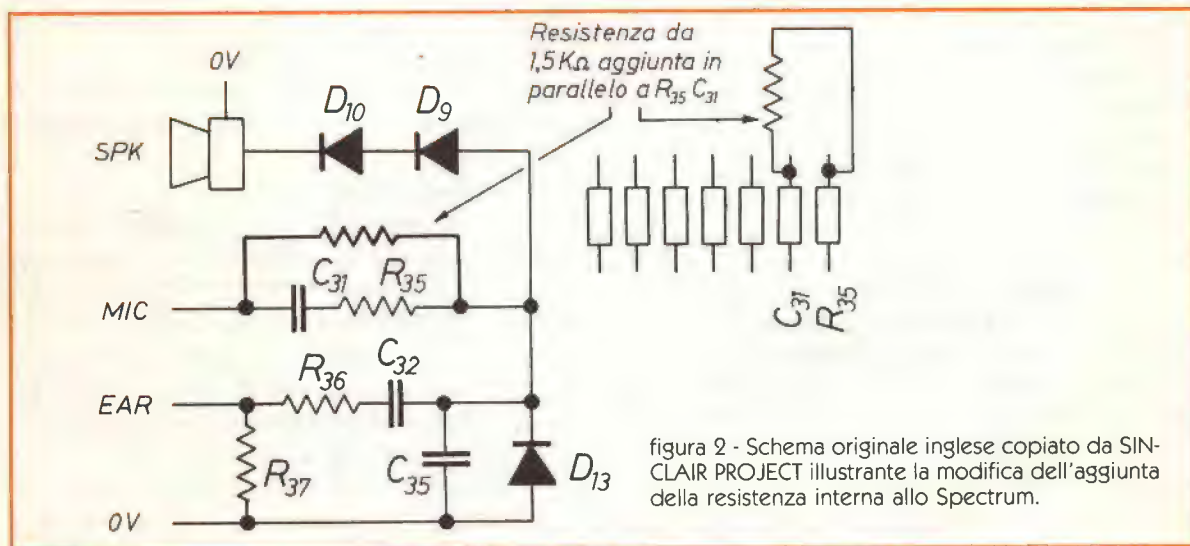 Resistenza da
1,5KΩ aggiunta in
parallelo a R35 C31
0V
D10
D9
SPK
C31
R35
MIC
C31
R35
R36
C32
EAR
R37
C35
D13
0V
figura 2 - Schema originale inglese copiato da SIN-
CLAIR PROJECT illustrante la modifica dell'aggiunta
della resistenza interna allo Spectrum.